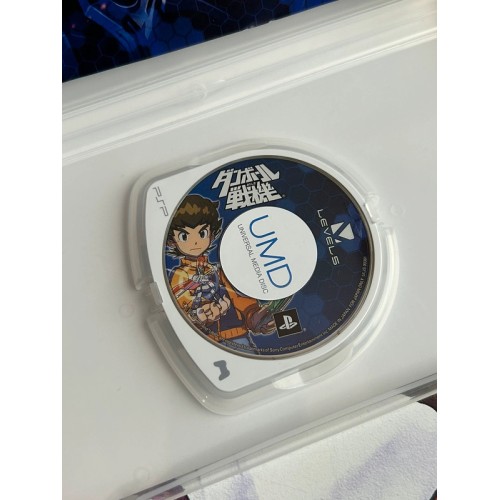 ダンボール
戦機
PSP
UMD
UNIVERSAL MEDIA DISC
LEVEL5